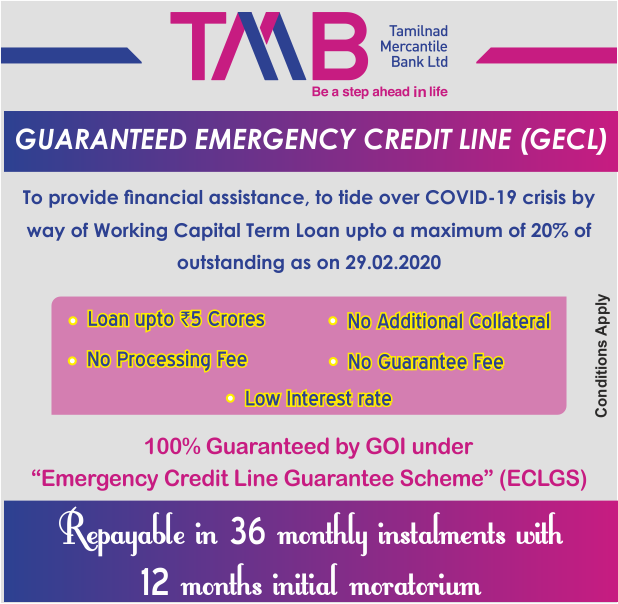 TMB
Tamilnad
Mercantile
Bank Ltd
Be a step ahead in life
GUARANTEED EMERGENCY CREDIT LINE (GECL)
To provide financial assistance, to tide over COVID-19 crisis by
way of Working Capital Term Loan upto a maximum of 20% of
outstanding as on 29.02.2020
Loan upto ₹5 Crores
No Additional Collateral
No Processing Fee
No Guarantee Fee
Low Interest rate
Conditions Apply
100% Guaranteed by GOI under
“Emergency Credit Line Guarantee Scheme” (ECLGS)
Repayable in 36 monthly instalments with
12 months initial moratorium